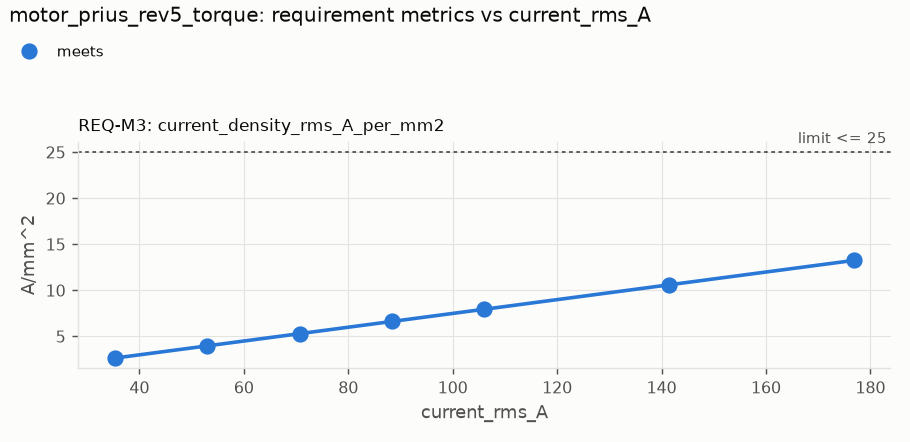 motor_prius_rev5_torque: requirement metrics vs current_rms_A
meets
REQ-M3: current_density_rms_A_per_mm2
limit <= 25
25
20
15
10
5
A/mm^2
40 60 80 100 120 140 160 180
current_rms_A